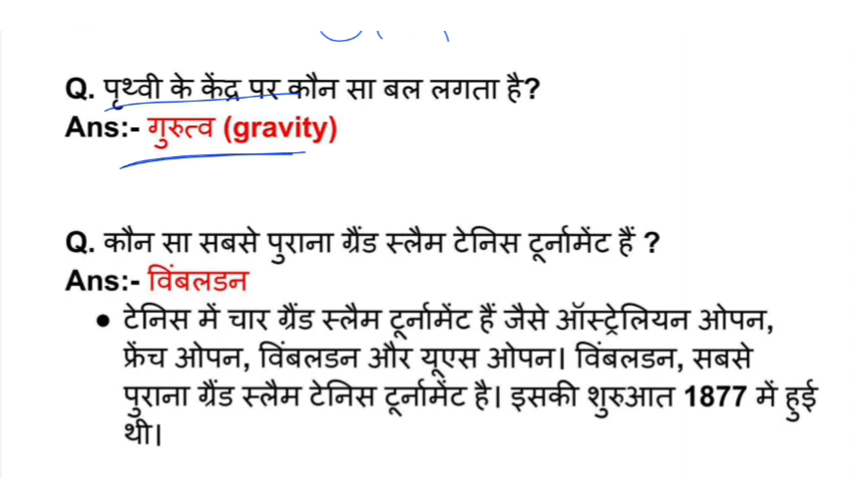 Q. पृथ्वी के केंद्र पर कौन सा बल लगता है?
Ans:- गुरुत्व (gravity)
Q. कौन सा सबसे पुराना ग्रैंड स्लैम टेनिस टूर्नामेंट हैं ?
Ans:- विंबलडन
● टेनिस में चार ग्रैंड स्लैम टूर्नामेंट हैं जैसे ऑस्ट्रेलियन ओपन,
फ्रेंच ओपन, विंबलडन और यूएस ओपन। विंबलडन, सबसे
पुराना ग्रैंड स्लैम टेनिस टूर्नामेंट है। इसकी शुरुआत 1877 में हुई
थी।